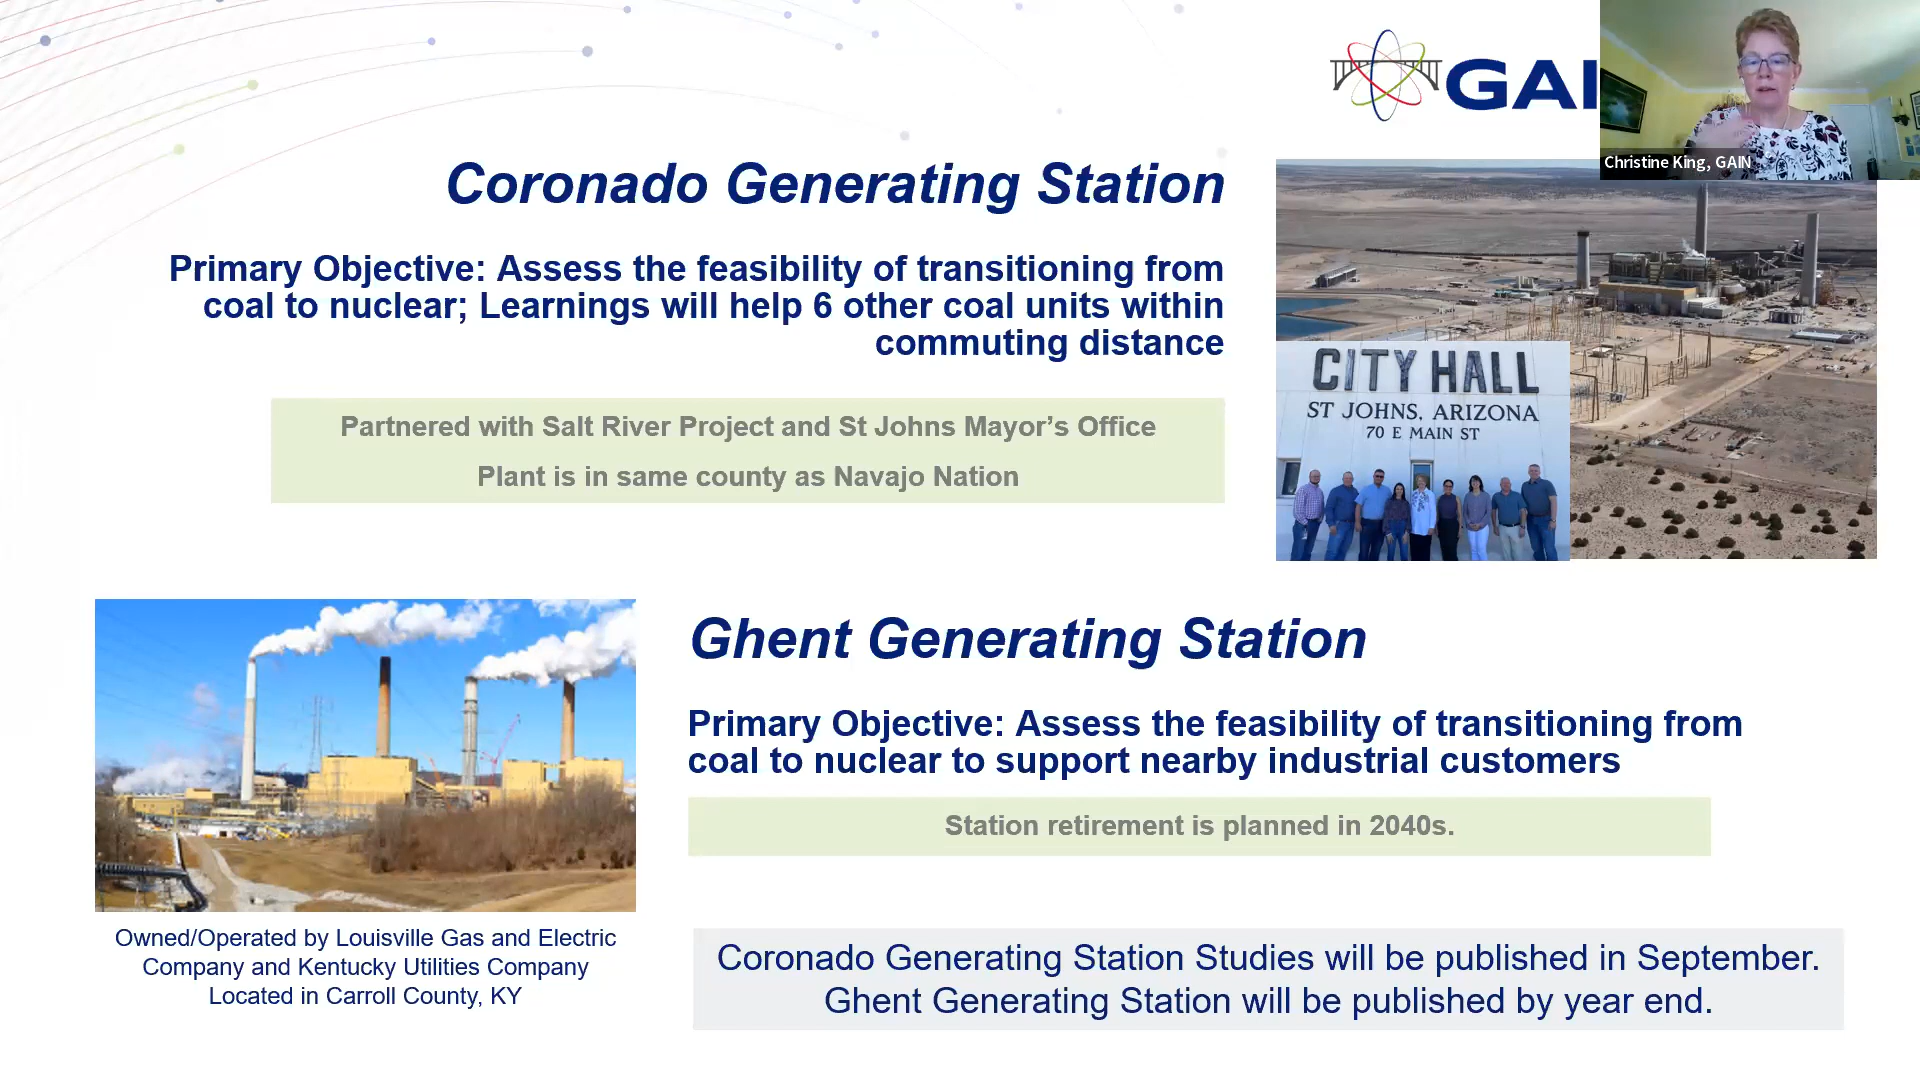 GAI
Christine King, GAIN
Coronado Generating Station
Primary Objective: Assess the feasibility of transitioning from
coal to nuclear; Learnings will help 6 other coal units within
commuting distance
Partnered with Salt River Project and St Johns Mayor’s Office
Plant is in same county as Navajo Nation
CITY HALL
ST JOHNS, ARIZONA
70 E MAIN ST
Ghent Generating Station
Primary Objective: Assess the feasibility of transitioning from
coal to nuclear to support nearby industrial customers
Station retirement is planned in 2040s.
Owned/Operated by Louisville Gas and Electric
Company and Kentucky Utilities Company
Located in Carroll County, KY
Coronado Generating Station Studies will be published in September.
Ghent Generating Station will be published by year end.